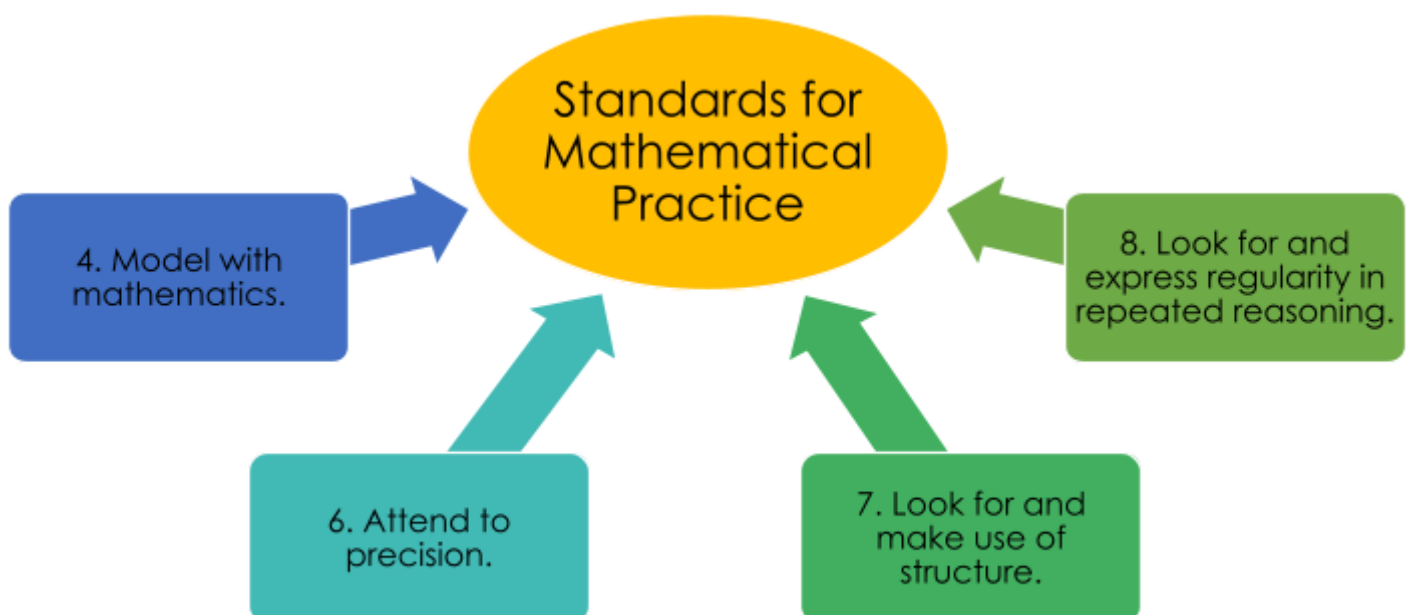 Standards for
Mathematical
Practice
4. Model with
mathematics.
6. Attend to
precision.
7. Look for and
make use of
structure.
8. Look for and
express regularity in
repeated reasoning.